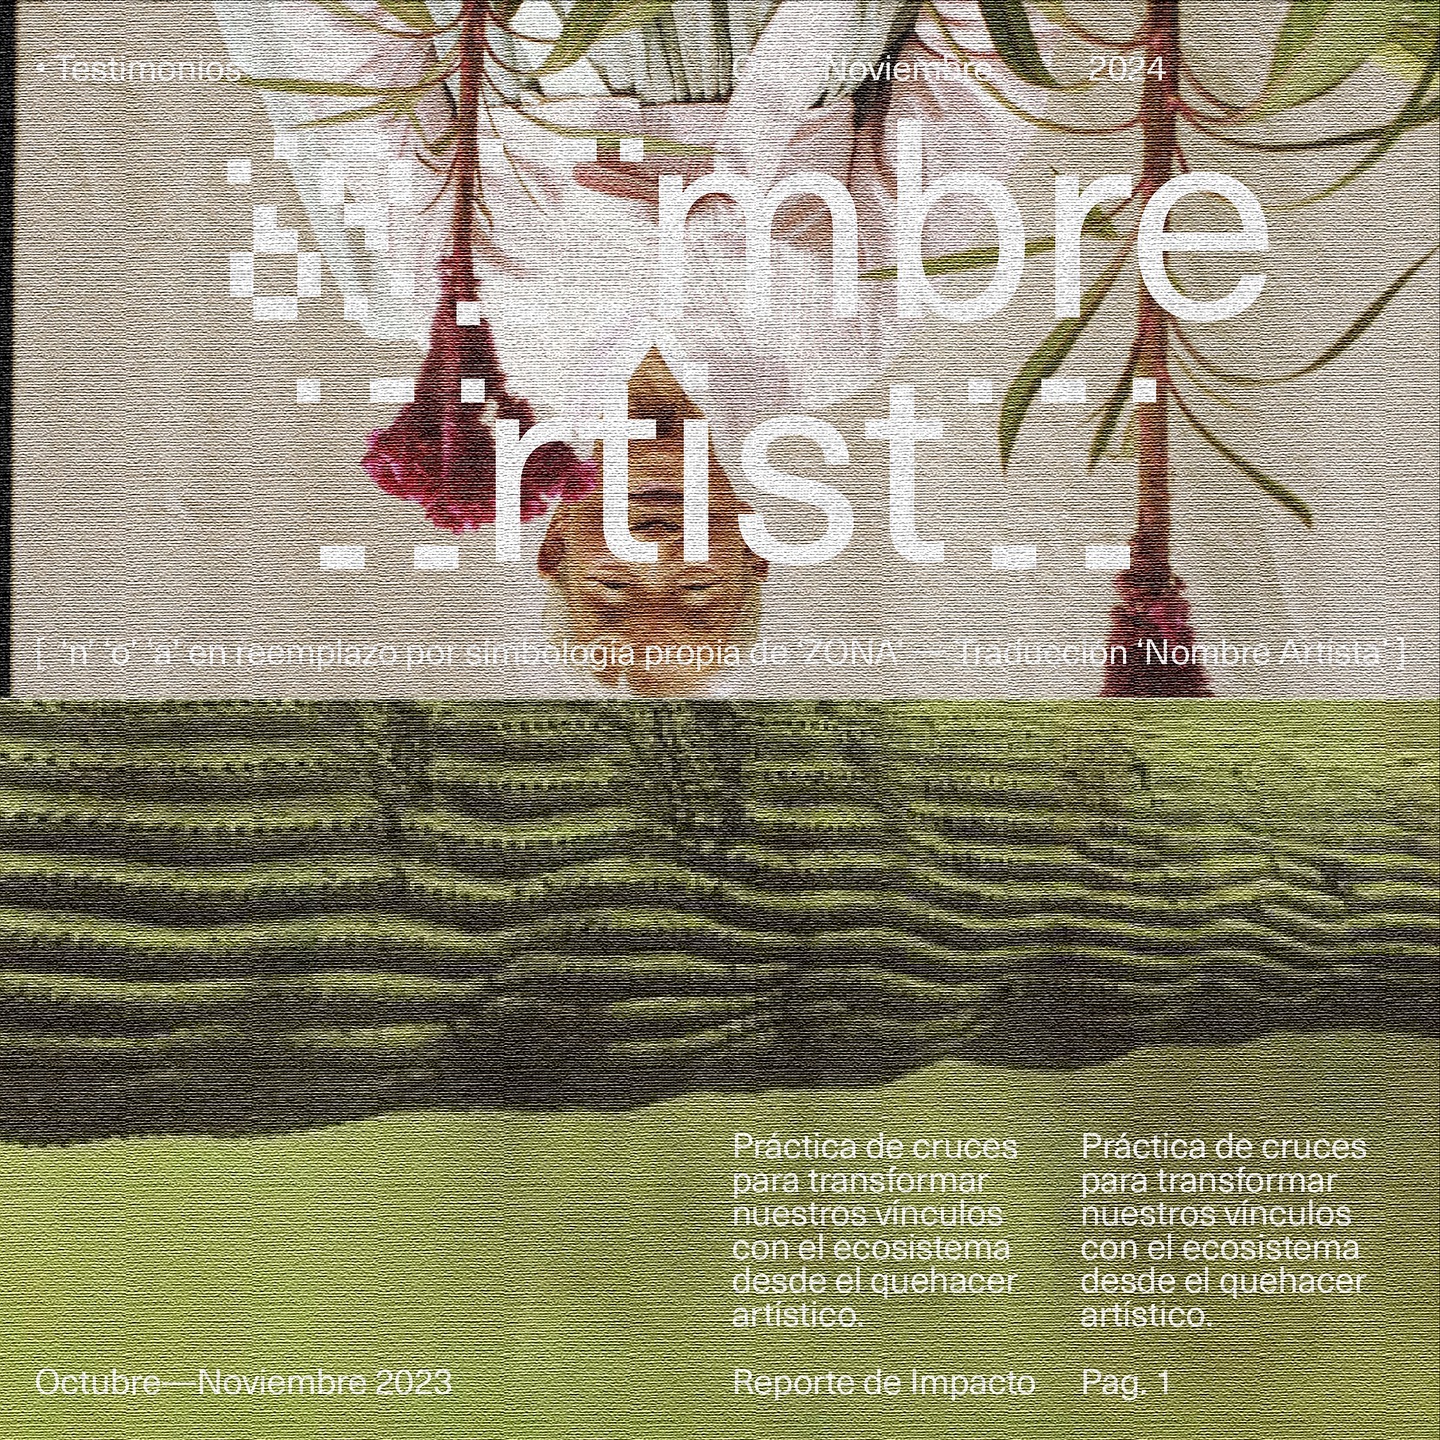 • Testimonios
Noviembre
2024
mbre
rtist
[ ‘n’ ‘o’ ‘a’ en reemplazo por simbología propia de ‘ZONA — Traducción ‘Nombre Artista’ ]
Práctica de cruces
para transformar
nuestros vínculos
con el ecosistema
desde el quehacer
artístico.
Práctica de cruces
para transformar
nuestros vínculos
con el ecosistema
desde el quehacer
artístico.
Octubre—Noviembre 2023
Reporte de Impacto
Pag. 1